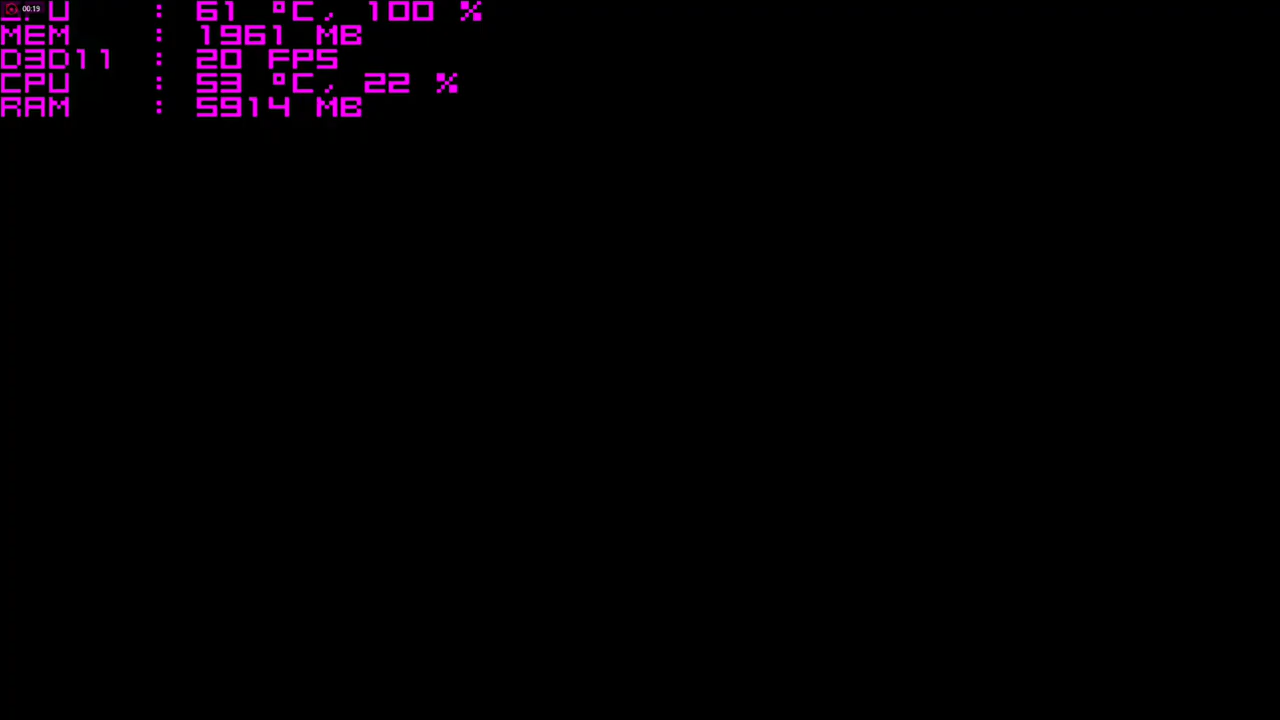 00:19
: 61 °C, 100 %
MEM : 1961 MB
D3D11 : 20 FPS
CPU : 53 °C, 22 %
RAM : 5914 MB